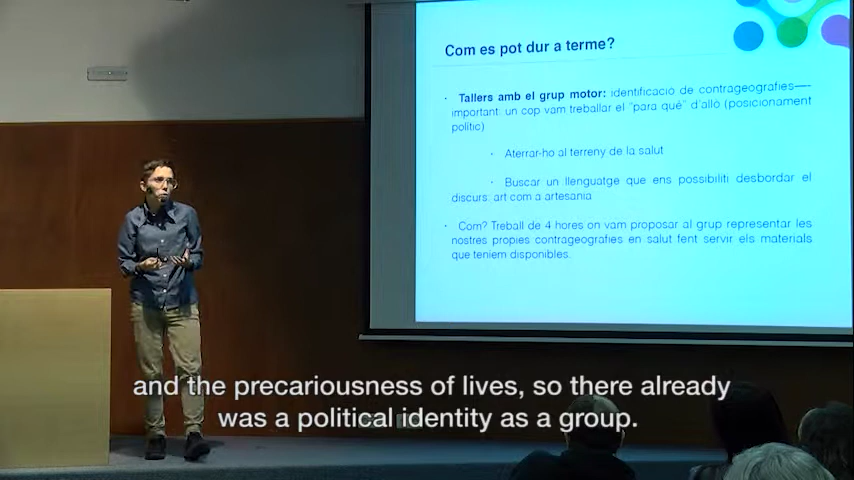 Com es pot dur a terme?
· Tallers amb el grup motor: identificació de contrageografies—-
important: un cop vam treballar el "para qué" d'allò (posicionament
polític)
· Aterrar-ho al terreny de la salut
· Buscar un llenguatge que ens possibiliti desbordar el
discurs: art com a artesania
· Com? Treball de 4 hores on vam proposar al grup representar les
nostres propies contrageografies en salut fent servir els materials
que teniem disponibles.
and the precariousness of lives, so there already
was a political identity as a group.